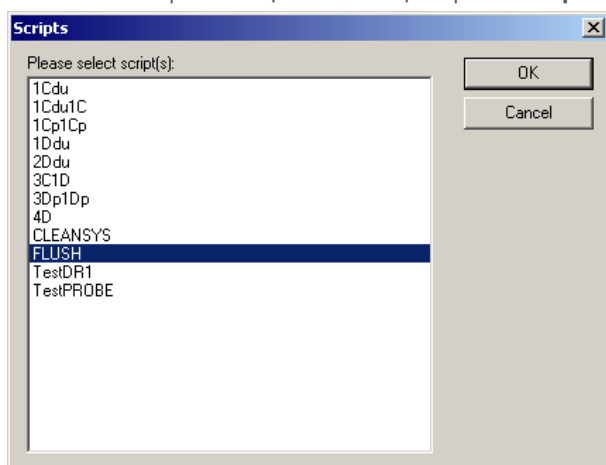 Scripts
Please select script(s):
OK
Cancel
1Cdu
1Cdu1C
1Cp1Cp
1Ddu
2Ddu
3C1D
3Dp1Dp
4D
CLEANSYS
FLUSH
TestDR1
TestPROBE